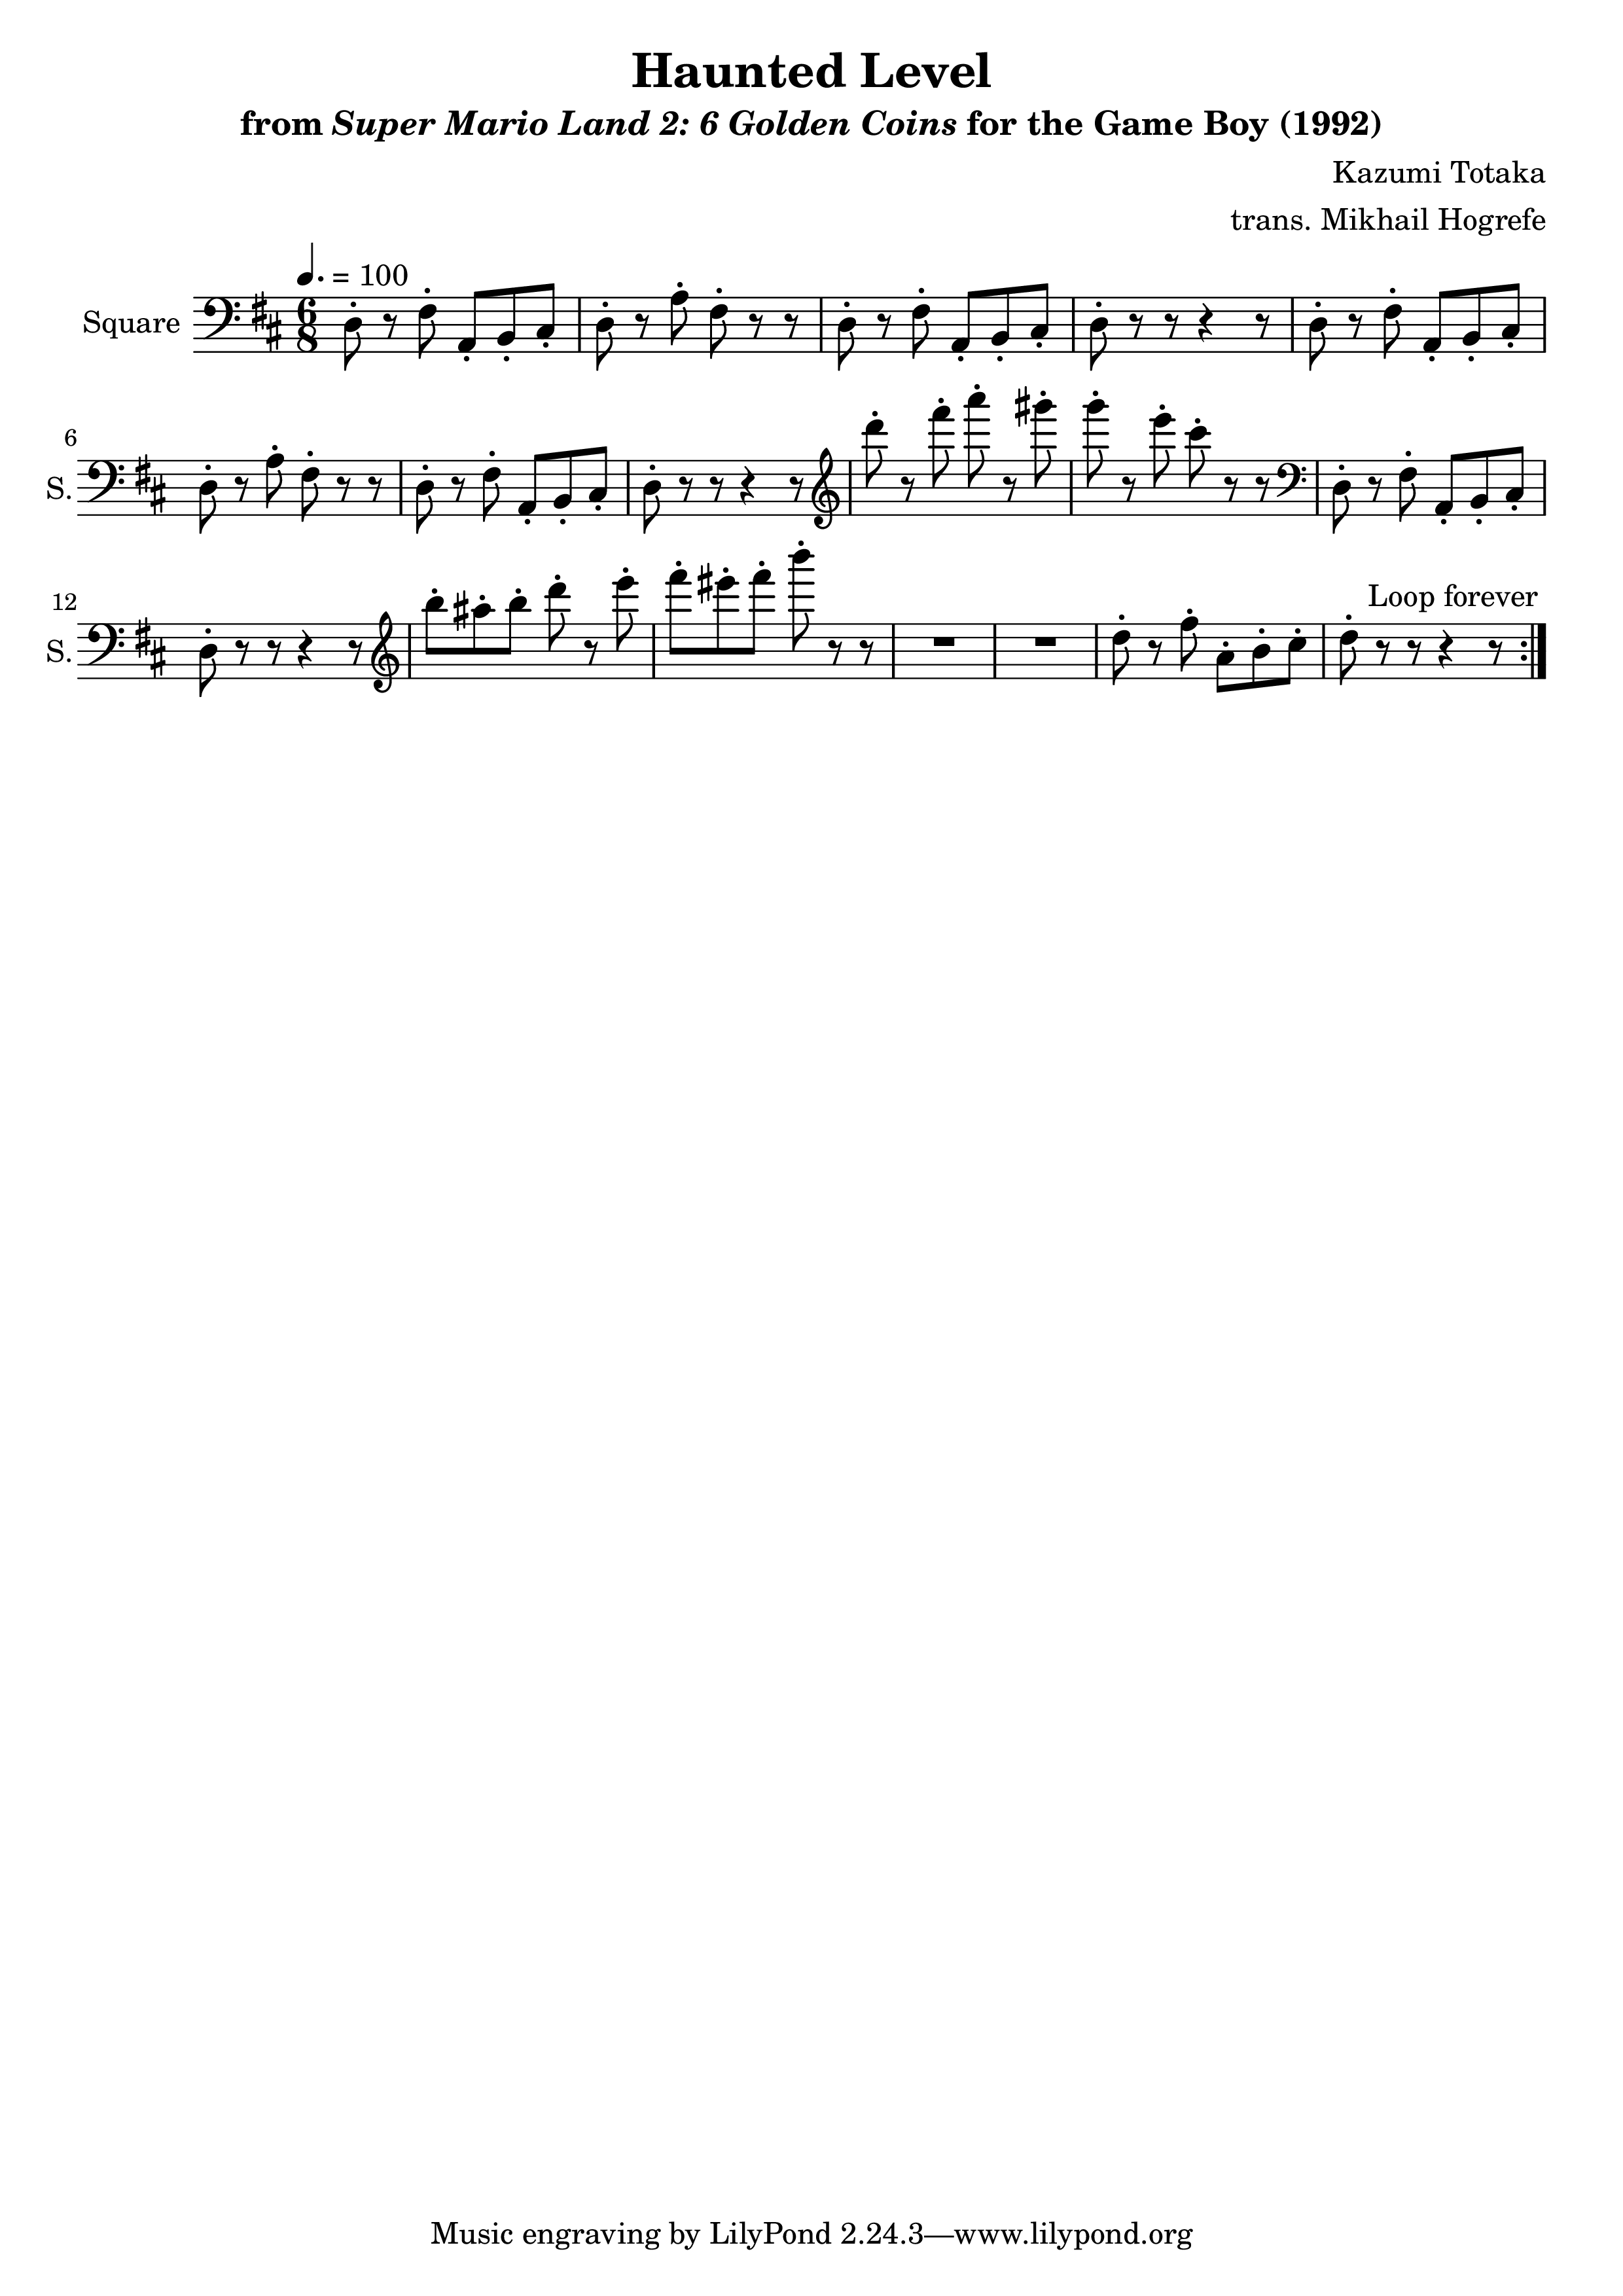 Haunted Level
from Super Mario Land 2: 6 Golden Coins for the Game Boy (1992)
Kazumi Totaka
trans. Mikhail Hogrefe
= 100
Square
6
8
6
S.
12
S.
Loop forever
Music engraving by LilyPond 2.24.3—www.lilypond.org